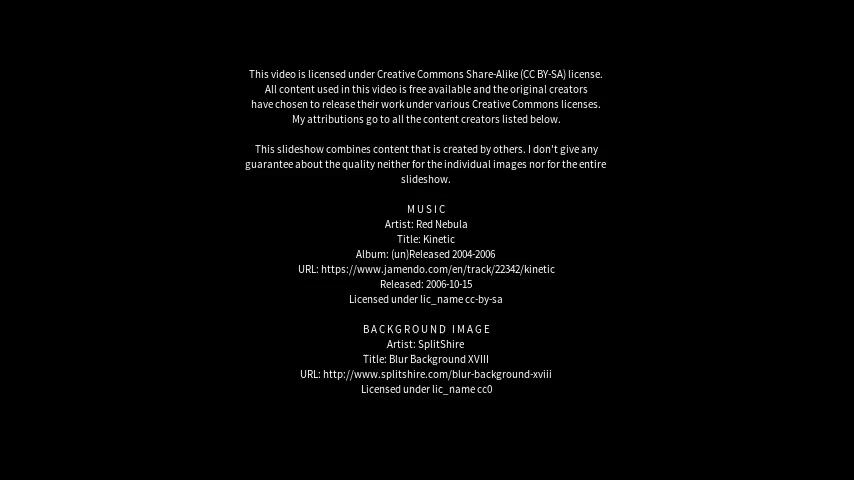 This video is licensed under Creative Commons Share-Alike (CC BY-SA) license.
All content used in this video is free available and the original creators
have chosen to release their work under various Creative Commons licenses.
My attributions go to all the content creators listed below.
This slideshow combines content that is created by others. I don't give any
guarantee about the quality neither for the individual images nor for the entire
slideshow.
MUSIC
Artist: Red Nebula
Title: Kinetic
Album: (un)Released 2004-2006
URL: https://www.jamendo.com/en/track/22342/kinetic
Released: 2006-10-15
Licensed under lic_name cc-by-sa
BACKGROUND IMAGE
Artist: SplitShire
Title: Blur Background XVIII
URL: http://www.splitshire.com/blur-background-xviii
Licensed under lic_name cc0